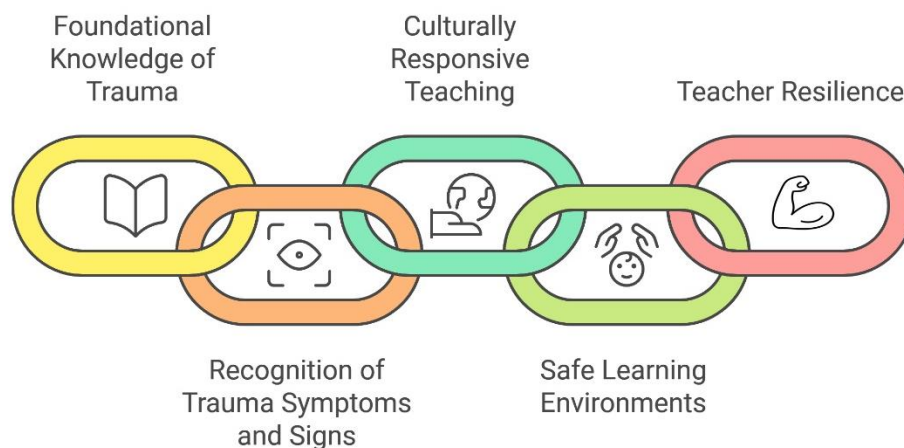 Foundational
Knowledge of
Trauma
Culturally
Responsive
Teaching
Teacher Resilience
Recognition of
Trauma Symptoms
and Signs
Safe Learning
Environments